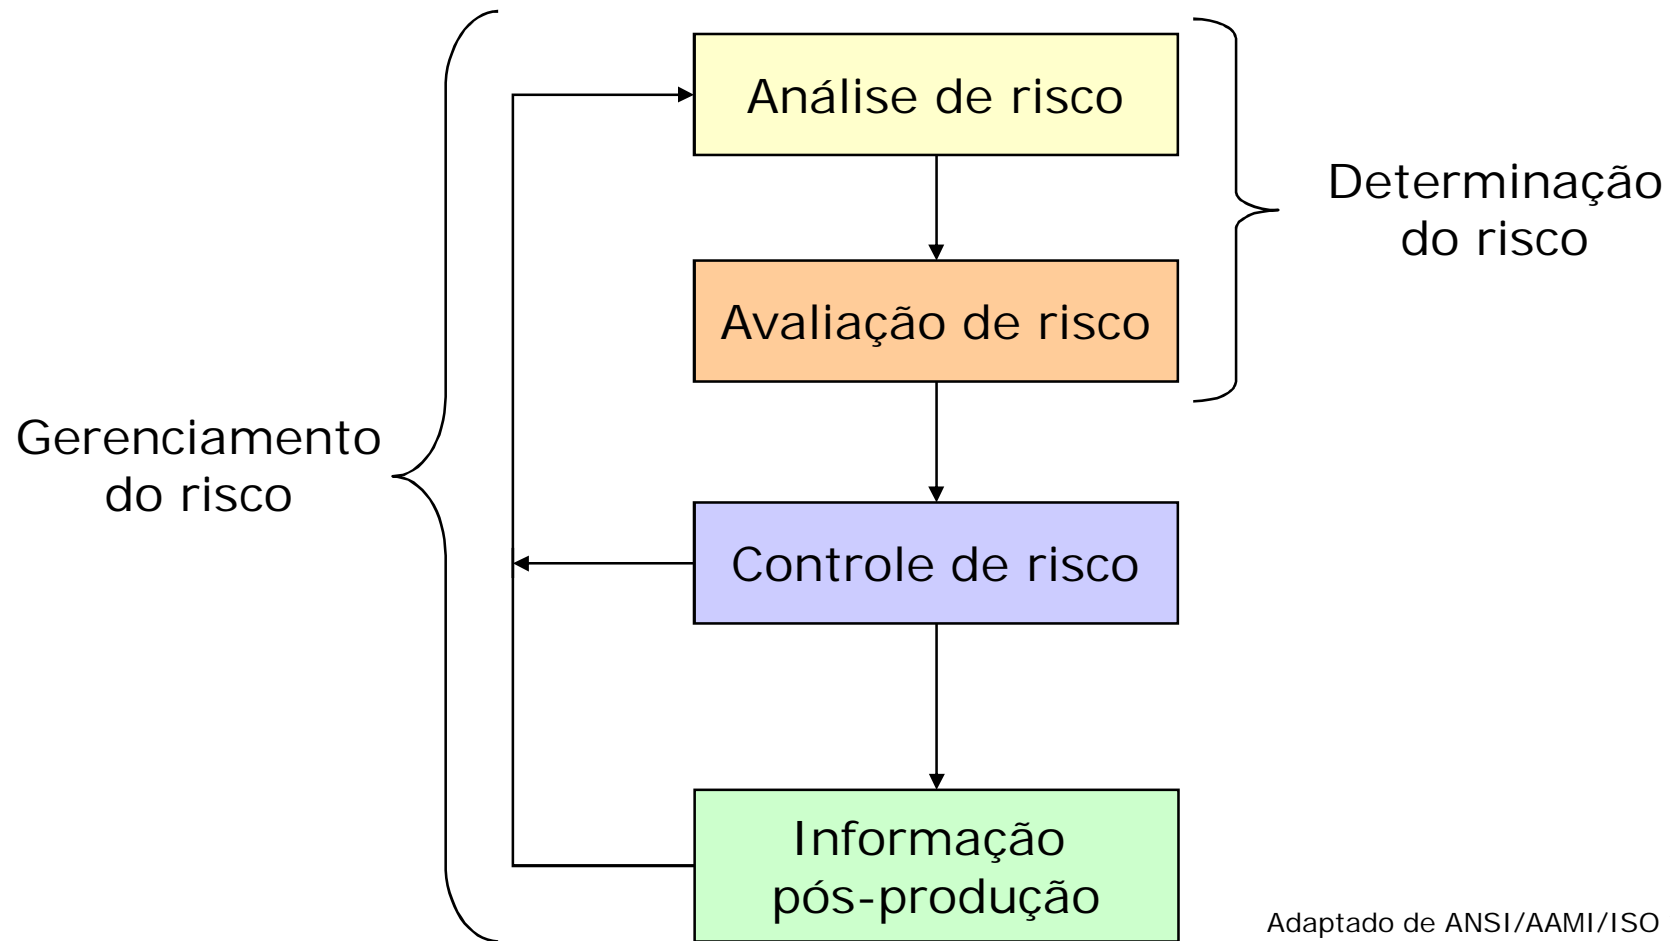 Análise de risco
Determinação
do risco
Avaliação de risco
Gerenciamento
do risco
Controle de risco
Informação
pós-produção
Adaptado de ANSI/AAMI/ISO